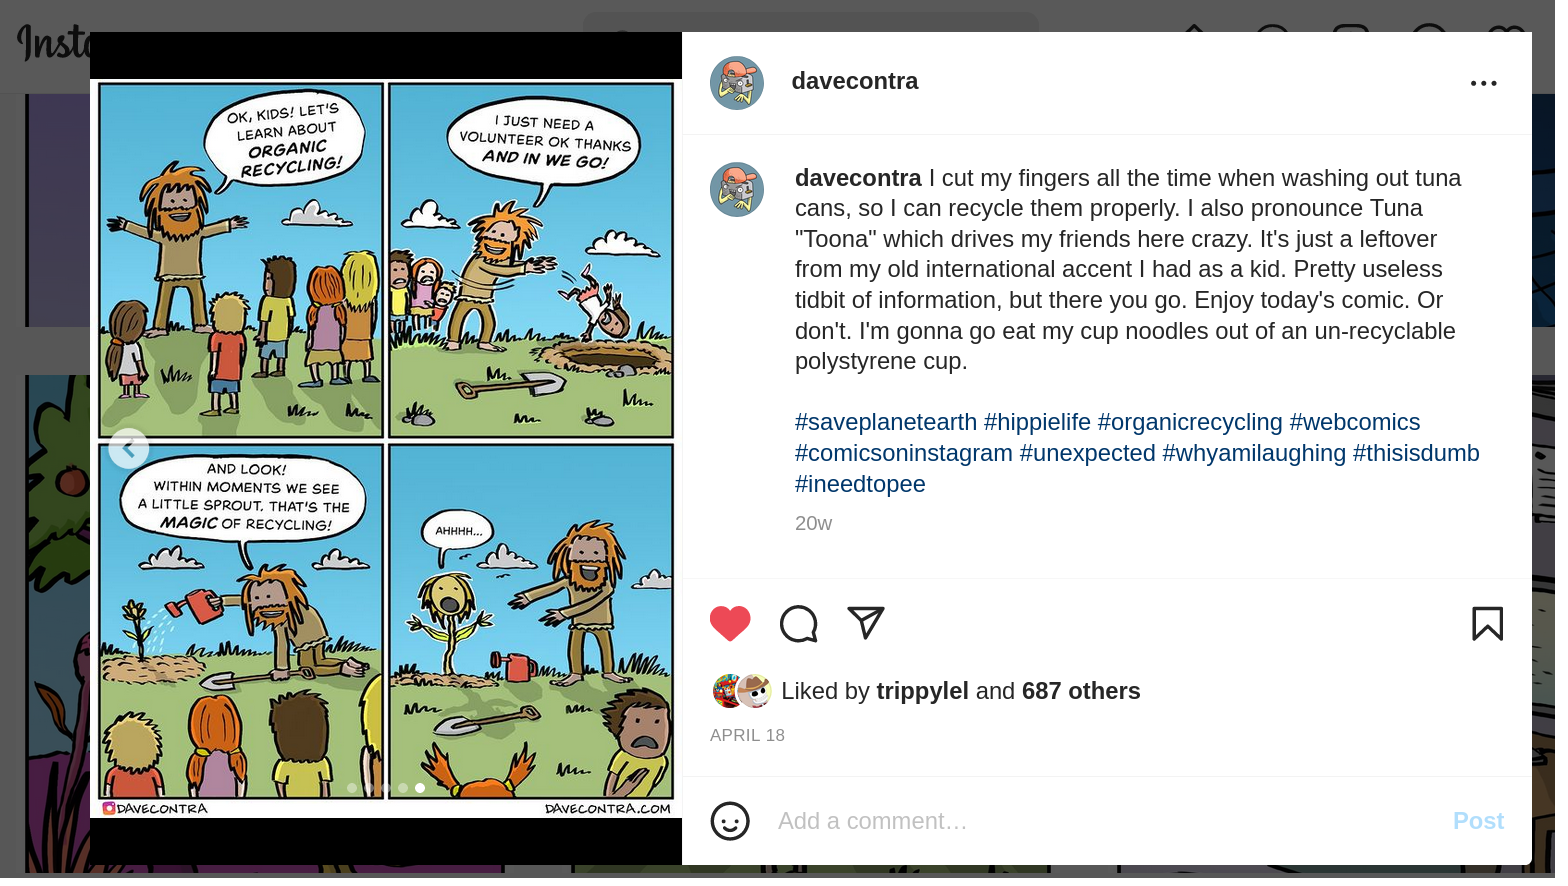 Insta
OK, KIDS! LET'S
LEARN ABOUT
ORGANIC
RECYCLING!
I JUST NEED A
VOLUNTEER OK THANKS
AND IN WE GO!
AND LOOK!
WITHIN MOMENTS WE SEE
A LITTLE SPROUT. THAT'S THE
MAGIC OF RECYCLING!
AHHHH...
DAVECONTRA
DAVECONTRA.COM
davecontra
davecontra I cut my fingers all the time when washing out tuna
cans, so I can recycle them properly. I also pronounce Tuna
"Toona" which drives my friends here crazy. It's just a leftover
from my old international accent I had as a kid. Pretty useless
tidbit of information, but there you go. Enjoy today's comic. Or
don't. I'm gonna go eat my cup noodles out of an un-recyclable
polystyrene cup.
#saveplanetearth #hippielife #organicrecycling #webcomics
#comicsoninstagram #unexpected #whyamilaughing #thisisdumb
#ineedtopee
20w
Liked by trippylel and 687 others
APRIL 18
Add a comment…
Post